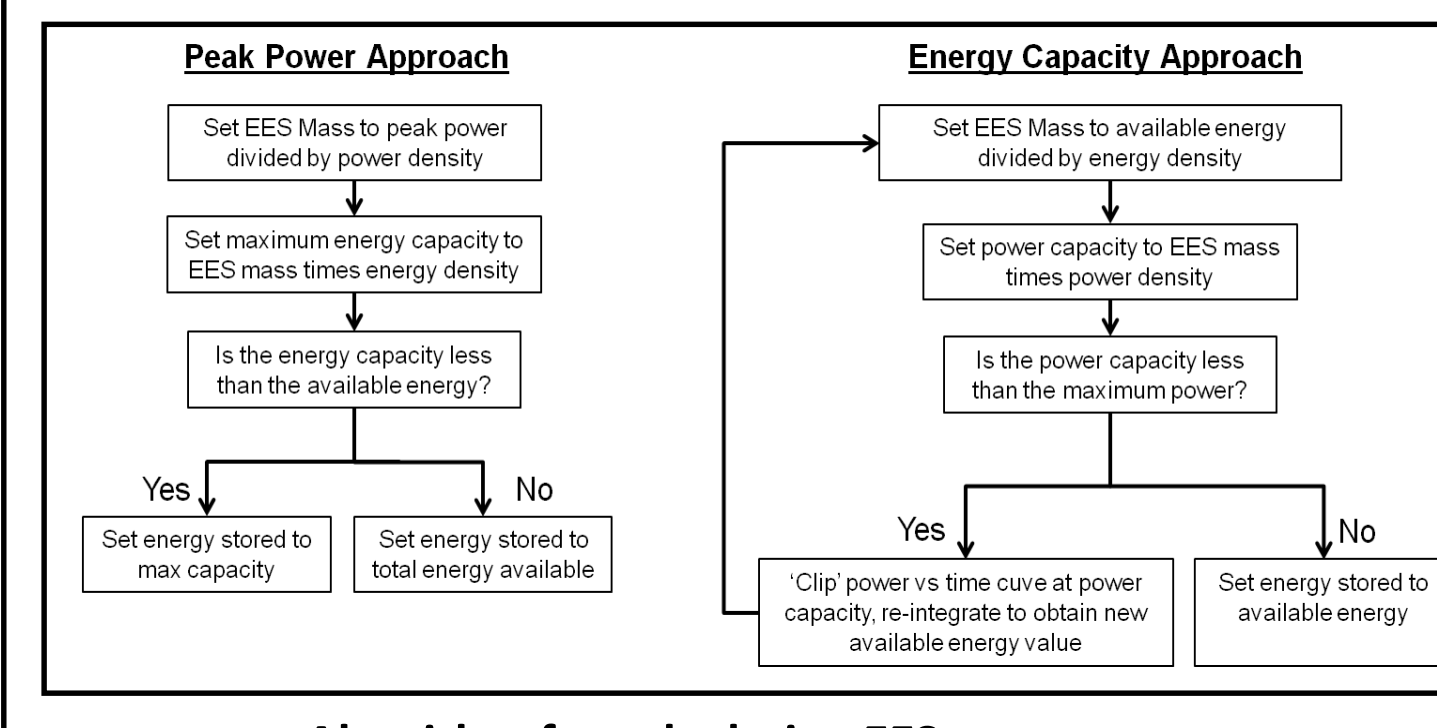 Peak Power Approach
Set EES Mass to peak power
divided by power density
Set maximum energy capacity to
EES mass times energy density
Is the energy capacity less
than the available energy?
Yes
No
Set energy stored to
max capacity
Set energy stored to
total energy available
Energy Capacity Approach
Set EES Mass to available energy
divided by energy density
Set power capacity to EES mass
times power density
Is the power capacity less
than the maximum power?
Yes
No
‘Clip’ power vs time cuve at power
capacity, re-integrate to obtain new
available energy value
Set energy stored to
available energy
EES